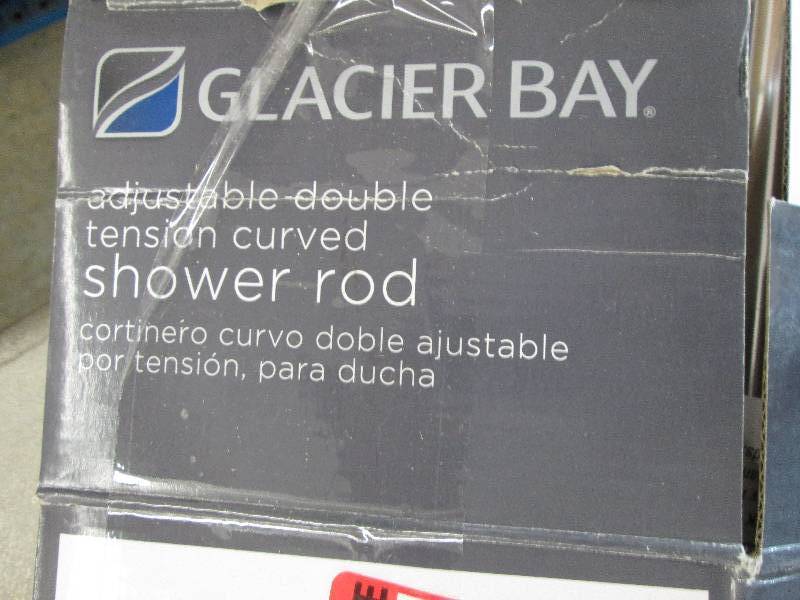 GLACIER BAY®
adjustable double
tension curved
shower rod
cortinero curvo doble ajustable
por tensión, para ducha